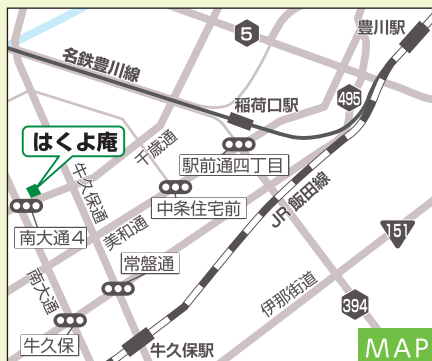 豊川駅
5
名鉄豊川線
稲荷口駅
495
はくよ庵
千歳通
駅前通四丁目
牛久保通
中条住宅前
JR 飯田線
美和通
151
南大通4
常盤通
南大通
伊那街道
394
牛久保
牛久保駅
MAP